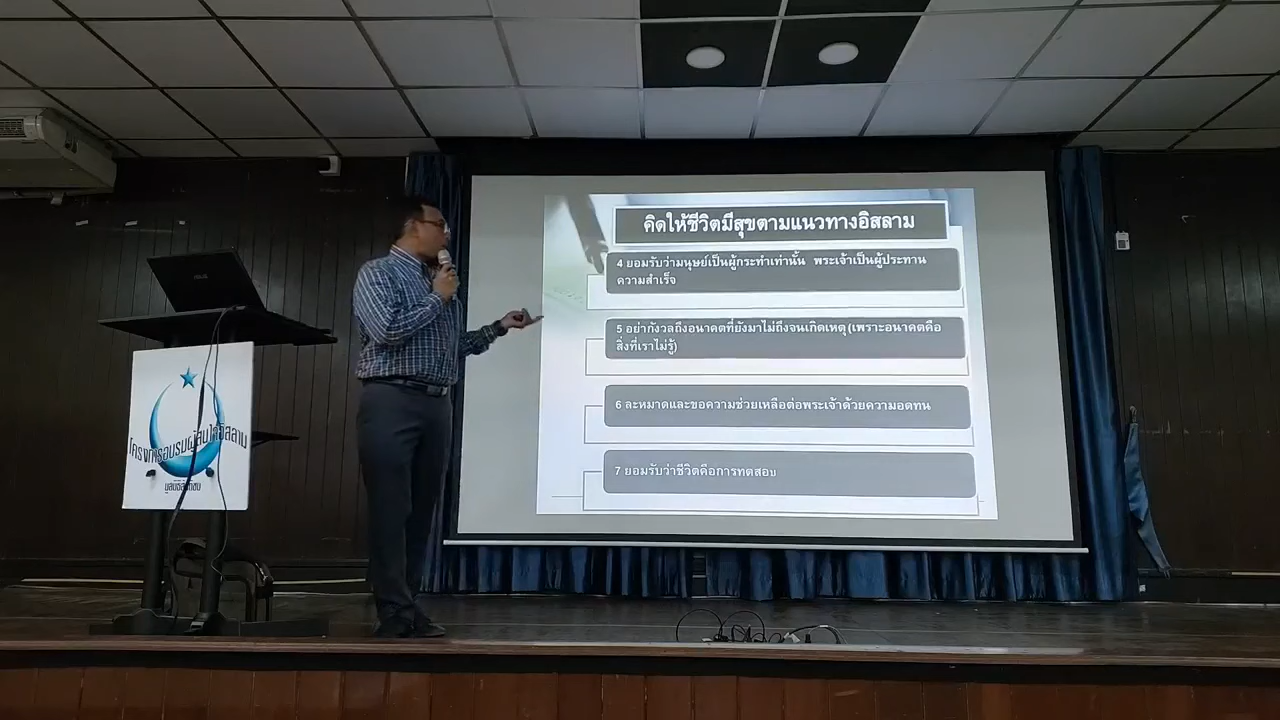 คิดให้ชีวิตมีสุขตามแนวทางอิสลาม
4 ยอมรับว่ามนุษย์เป็นผู้กระทำเท่านั้น พระเจ้าเป็นผู้ประทาน
ความสำเร็จ
5 อย่ากังวลถึงอนาคตที่ยังมาไม่ถึงจนเกิดเหตุ(เพราะอนาคตคือ
สิ่งที่เราไม่รู้)
6 ละหมาดและขอความช่วยเหลือต่อพระเจ้าด้วยความอดทน
7 ยอมรับว่าชีวิตคือการทดสอบ
ASUS
โครงการอบรมผู้สนใจอิสลาม